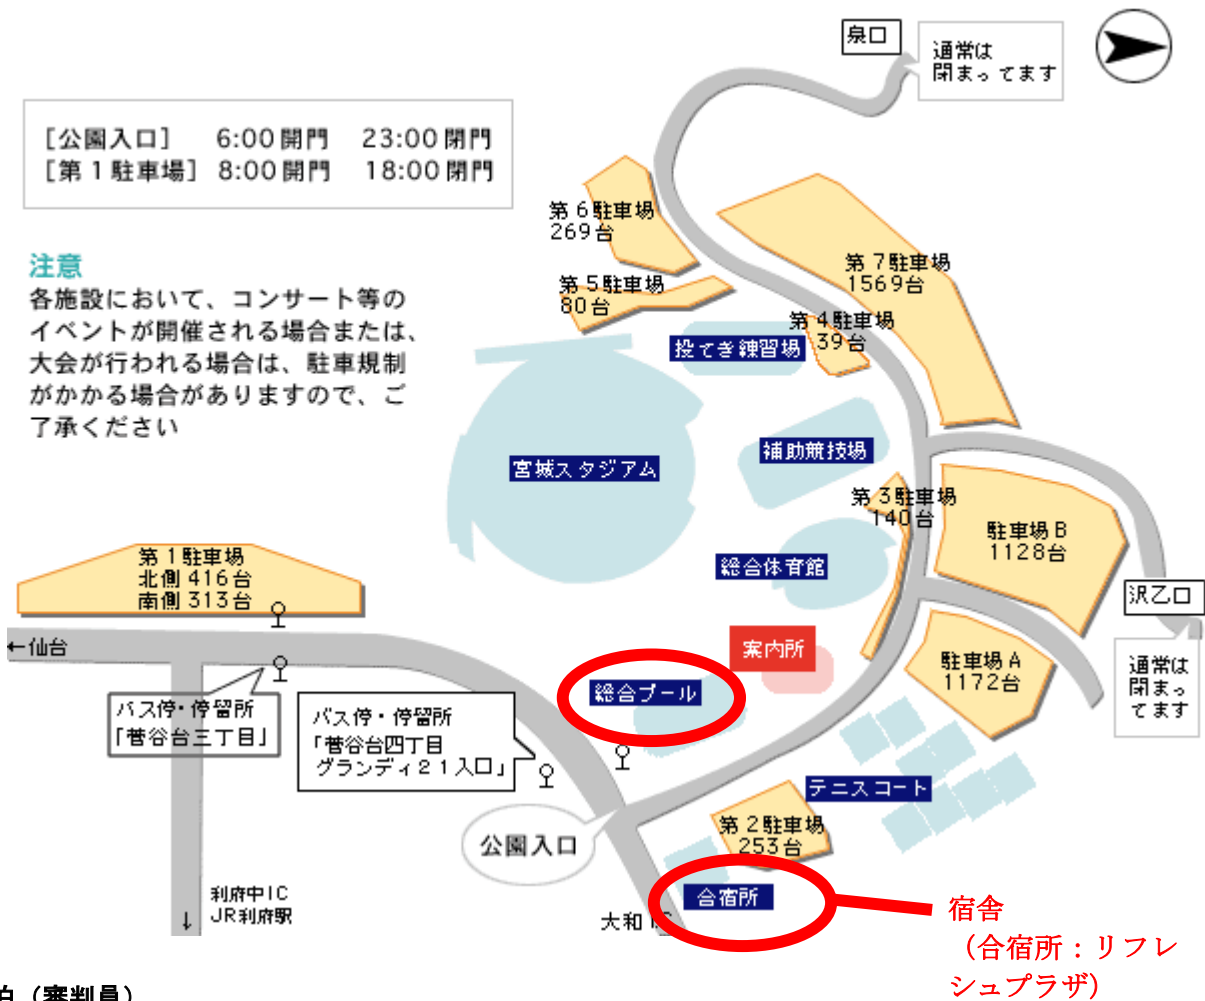 泉口
通常は
閉まってます
[公園入口] 6:00開門 23:00閉門
[第1駐車場] 8:00開門 18:00閉門
注意
各施設において、コンサート等の
イベントが開催される場合または、
大会が行われる場合は、駐車規制
がかかる場合がありますので、ご
了承ください
第6駐車場
269台
第5駐車場
80台
第7駐車場
1569台
第4駐車場
39台
投てき練習場
補助競技場
宮城スタジアム
第3駐車場
140台
駐車場B
1128台
総合体育館
第1駐車場
北側416台
南側313台
沢乙口
通常は
閉まっ
てます
←仙台
案内所
駐車場A
1172台
総合プール
バス停・停留所
「菅谷台三丁目」
バス停・停留所
「菅谷台四丁目
グランディ21入口」
テニスコート
第2駐車場
253台
公園入口
合宿所
利府中IC
↓ JR利府駅
大和IC
宿舎
(合宿所:リフレ
シュプラザ)
泊(審判員)